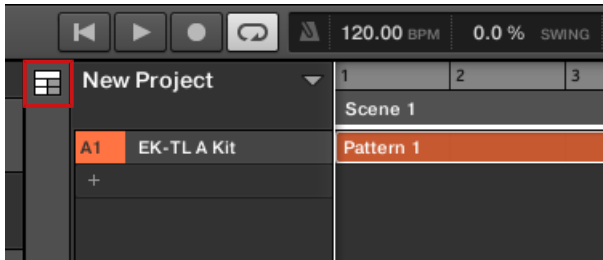 120.00 BPM 0.0 % SWING
New Project 1 2 3
Scene 1
A1 EK-TL A Kit Pattern 1
+